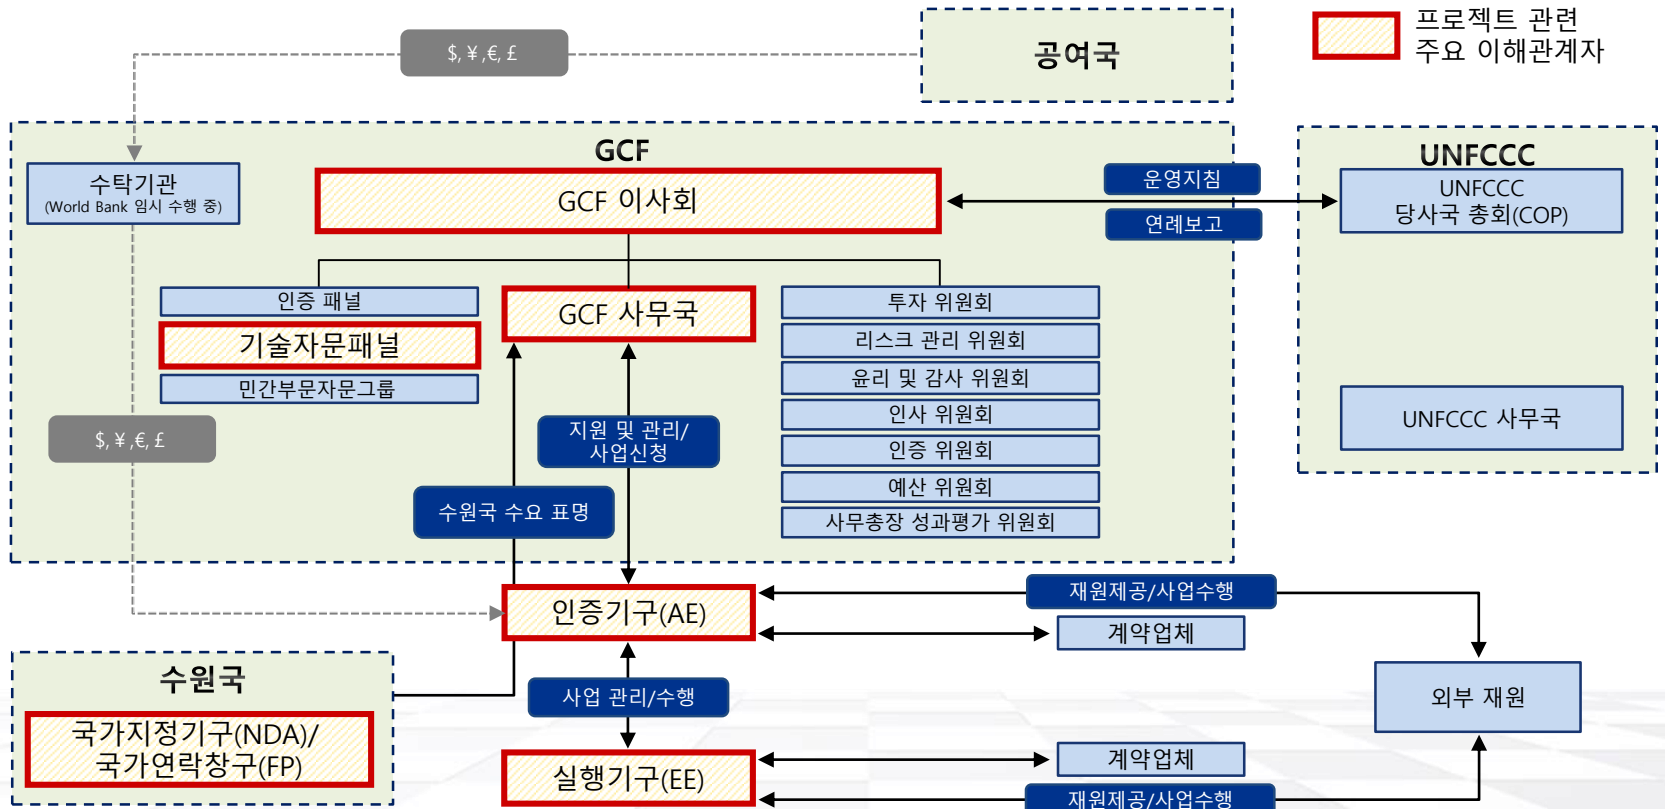 $, ¥ ,€, £
공여국
프로젝트 관련
주요 이해관계자
GCF
UNFCCC
수탁기관
(World Bank 임시 수행 중)
GCF 이사회
운영지침
연례보고
UNFCCC
당사국 총회(COP)
인증 패널
기술자문패널
민간부문자문그룹
GCF 사무국
투자 위원회
리스크 관리 위원회
윤리 및 감사 위원회
인사 위원회
인증 위원회
예산 위원회
사무총장 성과평가 위원회
UNFCCC 사무국
$, ¥ ,€, £
지원 및 관리/
사업신청
수원국 수요 표명
인증기구(AE)
재원제공/사업수행
계약업체
수원국
국가지정기구(NDA)/
국가연락창구(FP)
사업 관리/수행
외부 재원
실행기구(EE)
계약업체
재원제공/사업수행